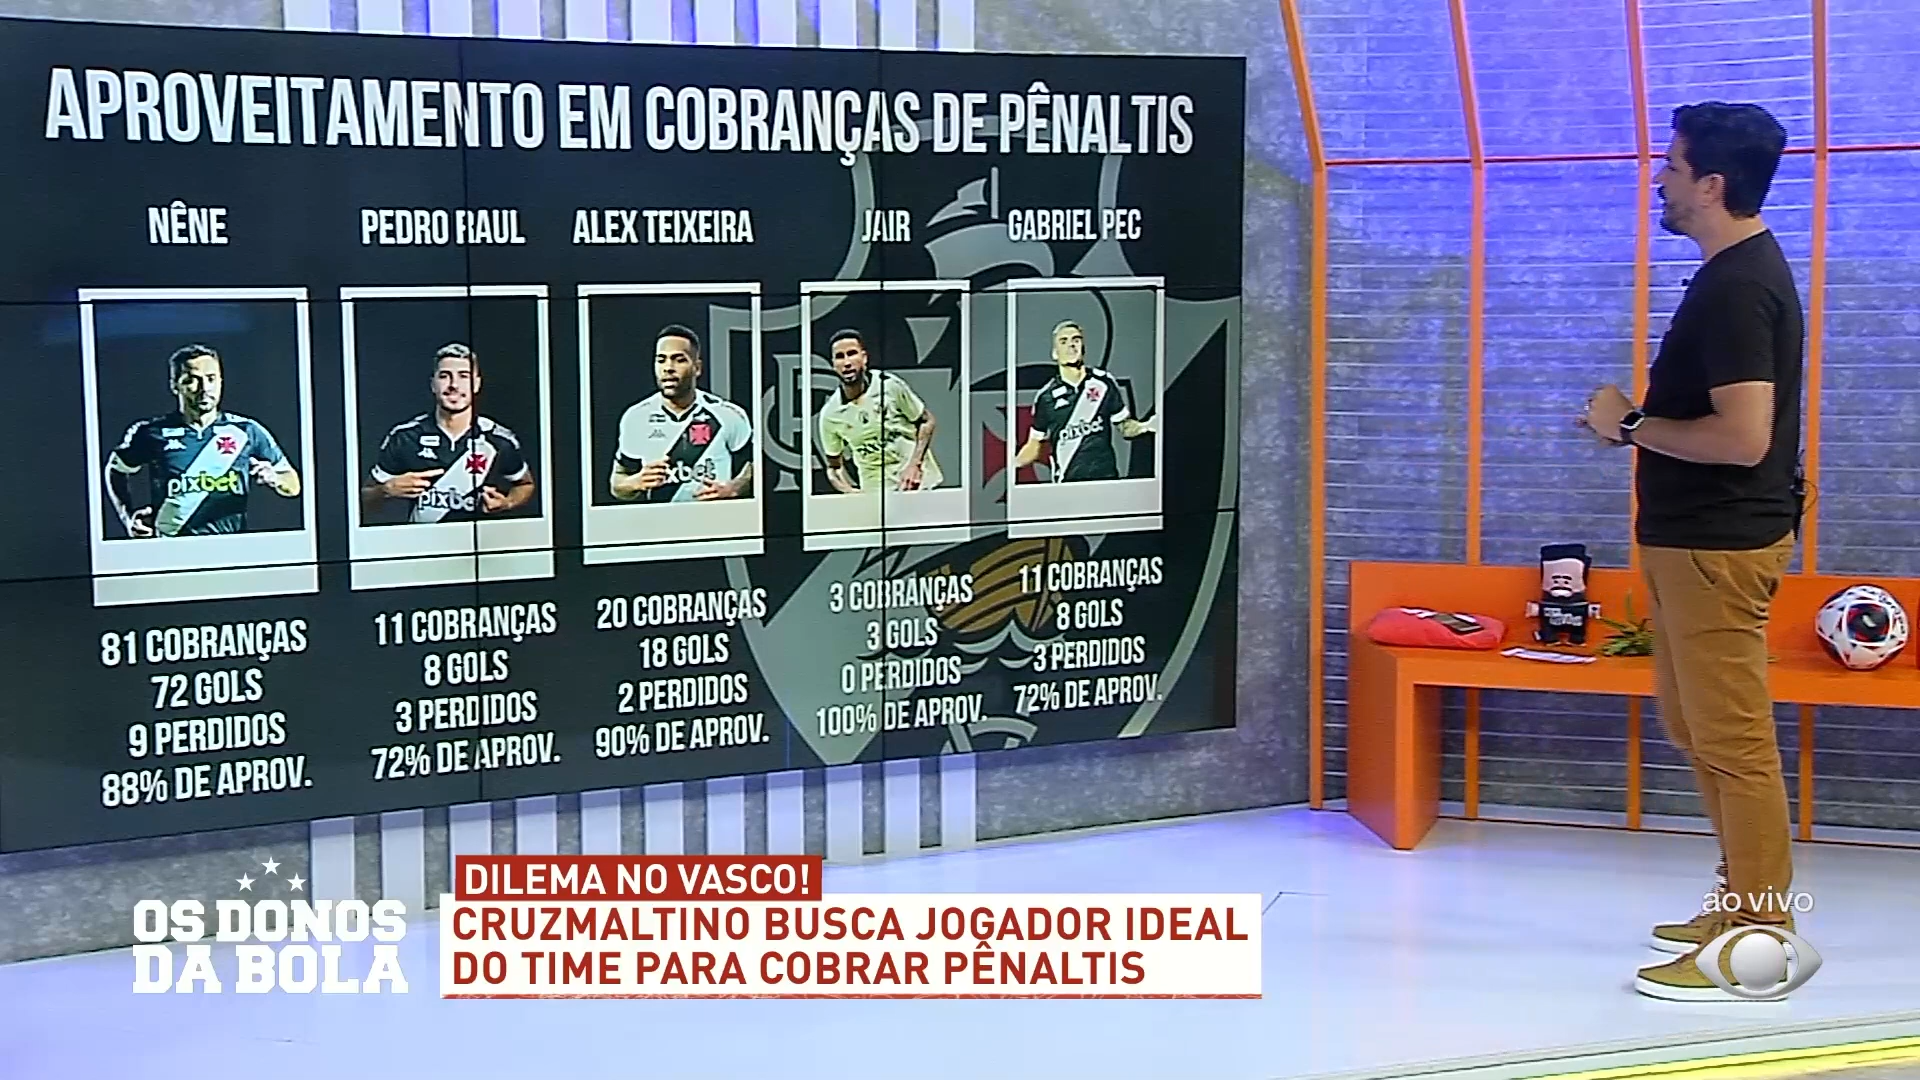 APROVEITAMENTO EM COBRANÇAS DE PÊNALTIS
NÊNE
PEDRO RAUL
ALEX TEIXEIRA
JAIR
GABRIEL PEC
pixbet
pixbet
pixbet
pixbet
81 COBRANÇAS
72 GOLS
9 PERDIDOS
88% DE APROV.
11 COBRANÇAS
8 GOLS
3 PERDIDOS
72% DE APROV.
20 COBRANÇAS
18 GOLS
2 PERDIDOS
90% DE APROV.
3 COBRANÇAS
3 GOLS
0 PERDIDOS
100% DE APROV.
11 COBRANÇAS
8 GOLS
3 PERDIDOS
72% DE APROV.
OS DONOS
DA BOLA
DILEMA NO VASCO!
CRUZMALTINO BUSCA JOGADOR IDEAL
DO TIME PARA COBRAR PÊNALTIS
ao vivo